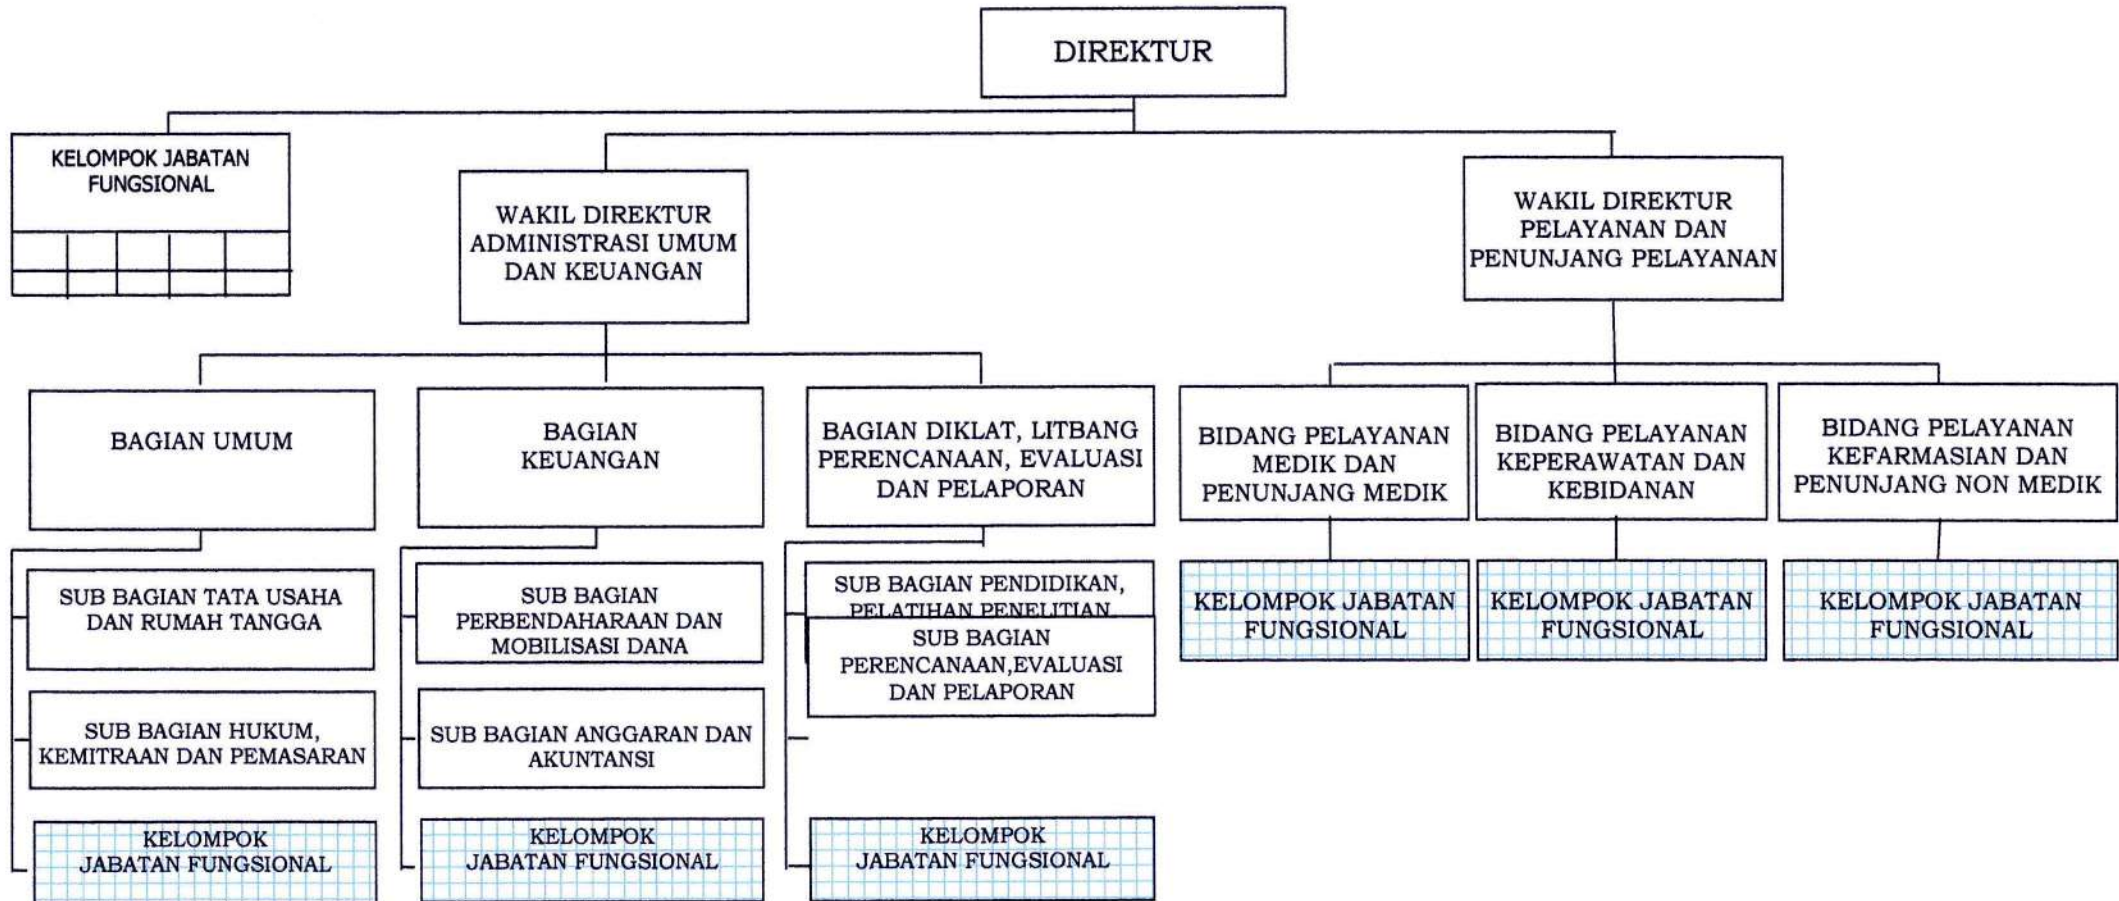 DIREKTUR
KELOMPOK JABATAN
FUNGSIONAL
WAKIL DIREKTUR
ADMINISTRASI UMUM
DAN KEUANGAN
WAKIL DIREKTUR
PELAYANAN DAN
PENUNJANG PELAYANAN
BAGIAN UMUM
BAGIAN
KEUANGAN
BAGIAN DIKLAT, LITBANG
PERENCANAAN, EVALUASI
DAN PELAPORAN
BIDANG PELAYANAN
MEDIK DAN
PENUNJANG MEDIK
BIDANG PELAYANAN
KEPERAWATAN DAN
KEBIDANAN
BIDANG PELAYANAN
KEFARMASIAN DAN
PENUNJANG NON MEDIK
SUB BAGIAN TATA USAHA
DAN RUMAH TANGGA
SUB BAGIAN
PERBENDAHARAAN DAN
MOBILISASI DANA
SUB BAGIAN PENDIDIKAN,
PELATIHAN PENELITIAN
SUB BAGIAN
PERENCANAAN,EVALUASI
DAN PELAPORAN
KELOMPOK JABATAN
FUNGSIONAL
KELOMPOK JABATAN
FUNGSIONAL
KELOMPOK JABATAN
FUNGSIONAL
SUB BAGIAN HUKUM,
KEMITRAAN DAN PEMASARAN
SUB BAGIAN ANGGARAN DAN
AKUNTANSI
KELOMPOK
JABATAN FUNGSIONAL
KELOMPOK
JABATAN FUNGSIONAL
KELOMPOK
JABATAN FUNGSIONAL